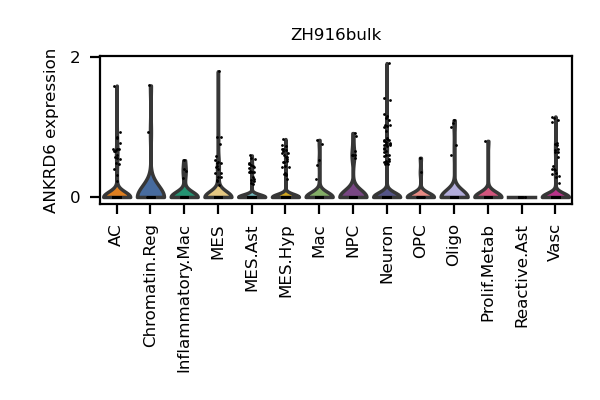 ZH916bulk
ANKRD6 expression
2
0
AC
Chromatin.Reg
Inflammatory.Mac
MES
MES.Ast
MES.Hyp
Mac
NPC
Neuron
OPC
Oligo
Prolif.Metab
Reactive.Ast
Vasc